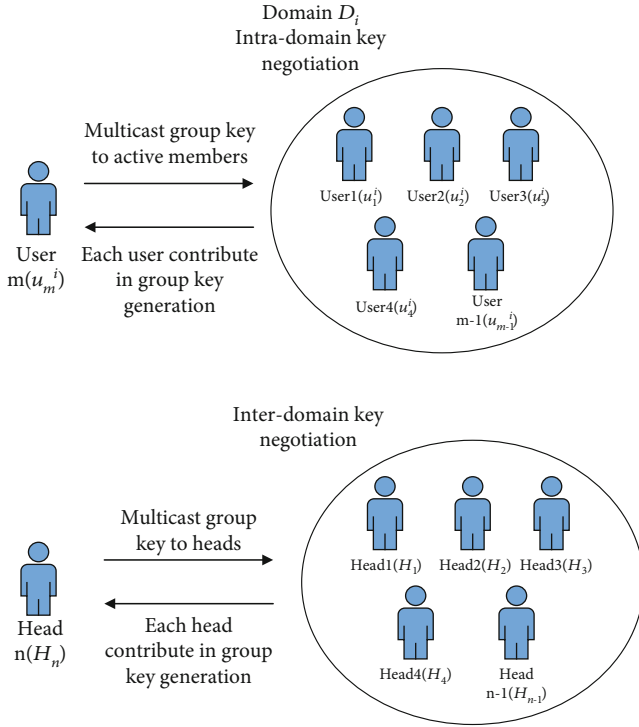 Domain D_i
Intra-domain key
negotiation
Multicast group key
to active members
User1(u_1^i)
User2(u_2^i)
User3(u_3^i)
User
m(u_m^i)
Each user contribute
in group key
generation
User4(u_4^i)
User
m-1(u_{m-1}^i)
Inter-domain key
negotiation
Multicast group
key to heads
Head1(H_1)
Head2(H_2)
Head3(H_3)
Head
n(H_n)
Each head
contribute in group
key generation
Head4(H_4)
Head
n-1(H_{n-1})